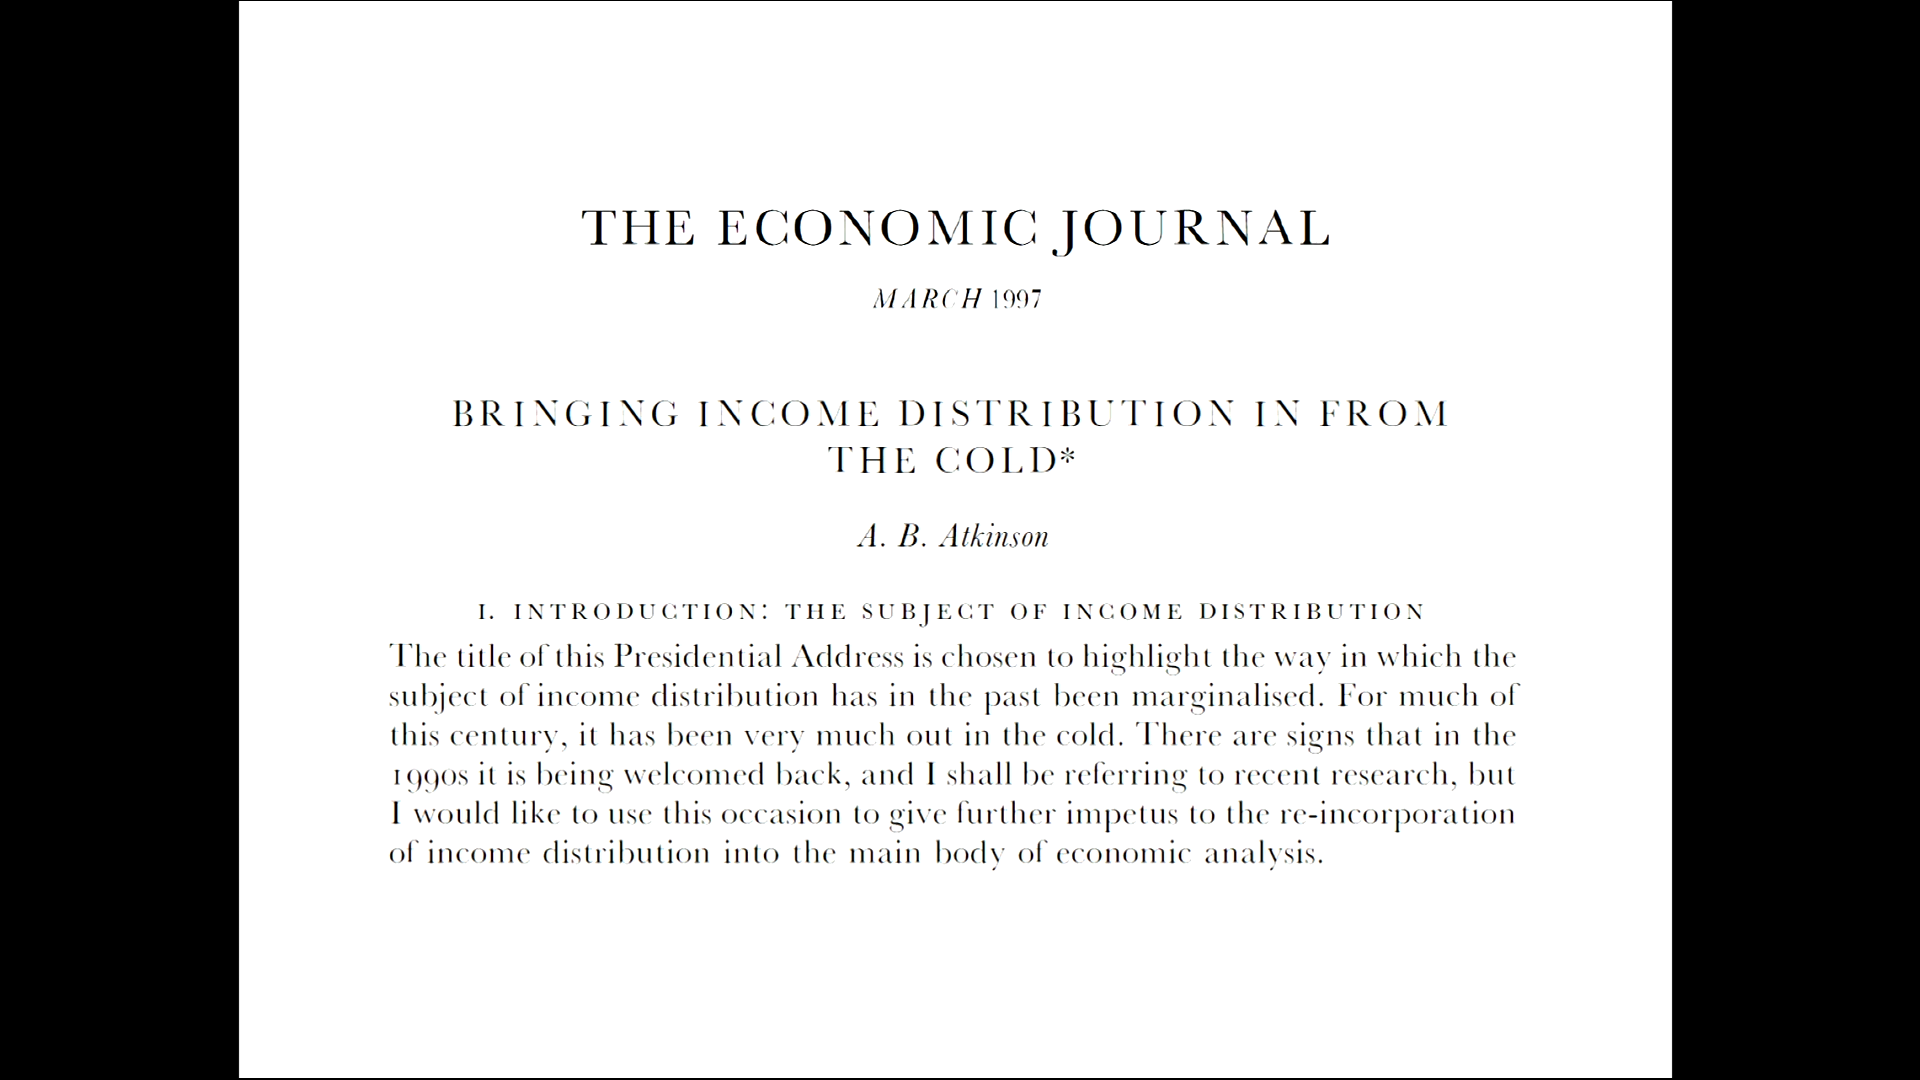 THE ECONOMIC JOURNAL
MARCH 1997
BRINGING INCOME DISTRIBUTION IN FROM
THE COLD*
A. B. Atkinson
I. INTRODUCTION: THE SUBJECT OF INCOME DISTRIBUTION
The title of this Presidential Address is chosen to highlight the way in which the
subject of income distribution has in the past been marginalised. For much of
this century, it has been very much out in the cold. There are signs that in the
1990s it is being welcomed back, and I shall be referring to recent research, but
I would like to use this occasion to give further impetus to the re-incorporation
of income distribution into the main body of economic analysis.